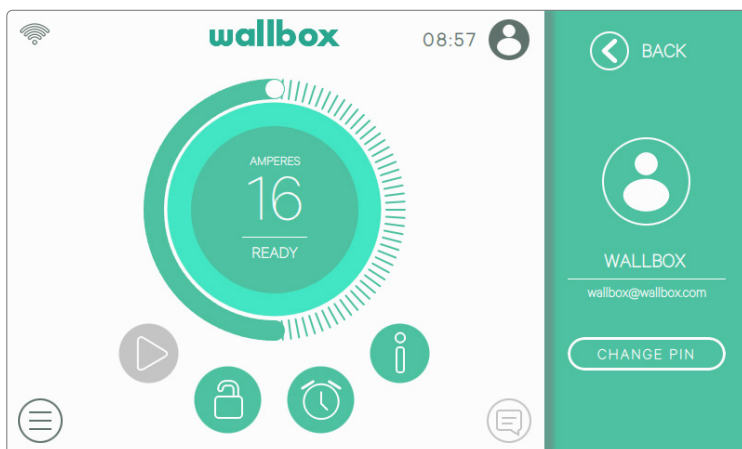 wallbox
08:57
AMPERES
16
READY
BACK
WALLBOX
wallbox@wallbox.com
CHANGE PIN